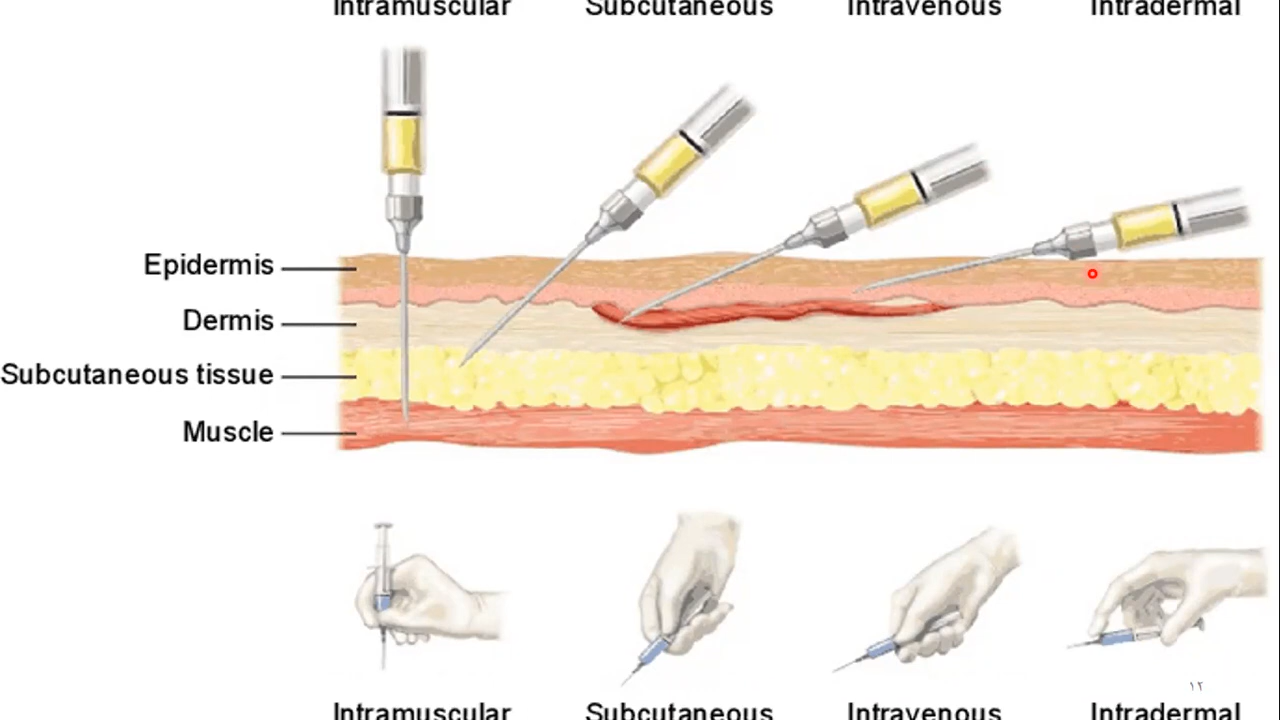 Intramuscular Subcutaneous Intravenous Intradermal
Epidermis
Dermis
Subcutaneous tissue
Muscle
١٢
Intramuscular Subcutaneous Intravenous Intradermal